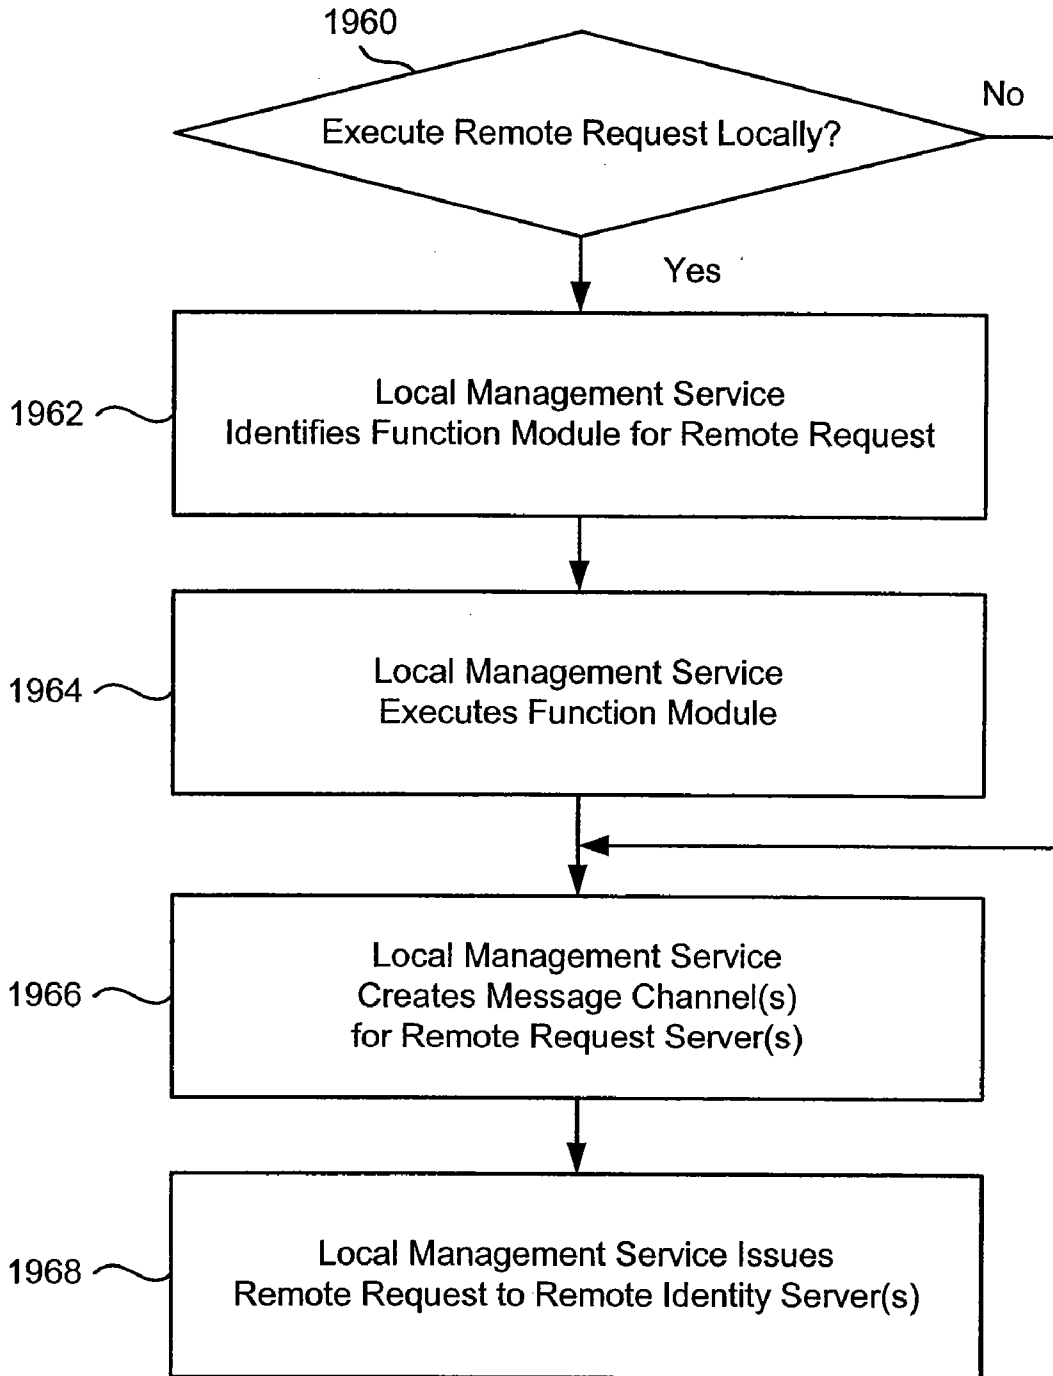 1960
No
Execute Remote Request Locally?
Yes
1962
Local Management Service
Identifies Function Module for Remote Request
1964
Local Management Service
Executes Function Module
1966
Local Management Service
Creates Message Channel(s)
for Remote Request Server(s)
1968
Local Management Service Issues
Remote Request to Remote Identity Server(s)